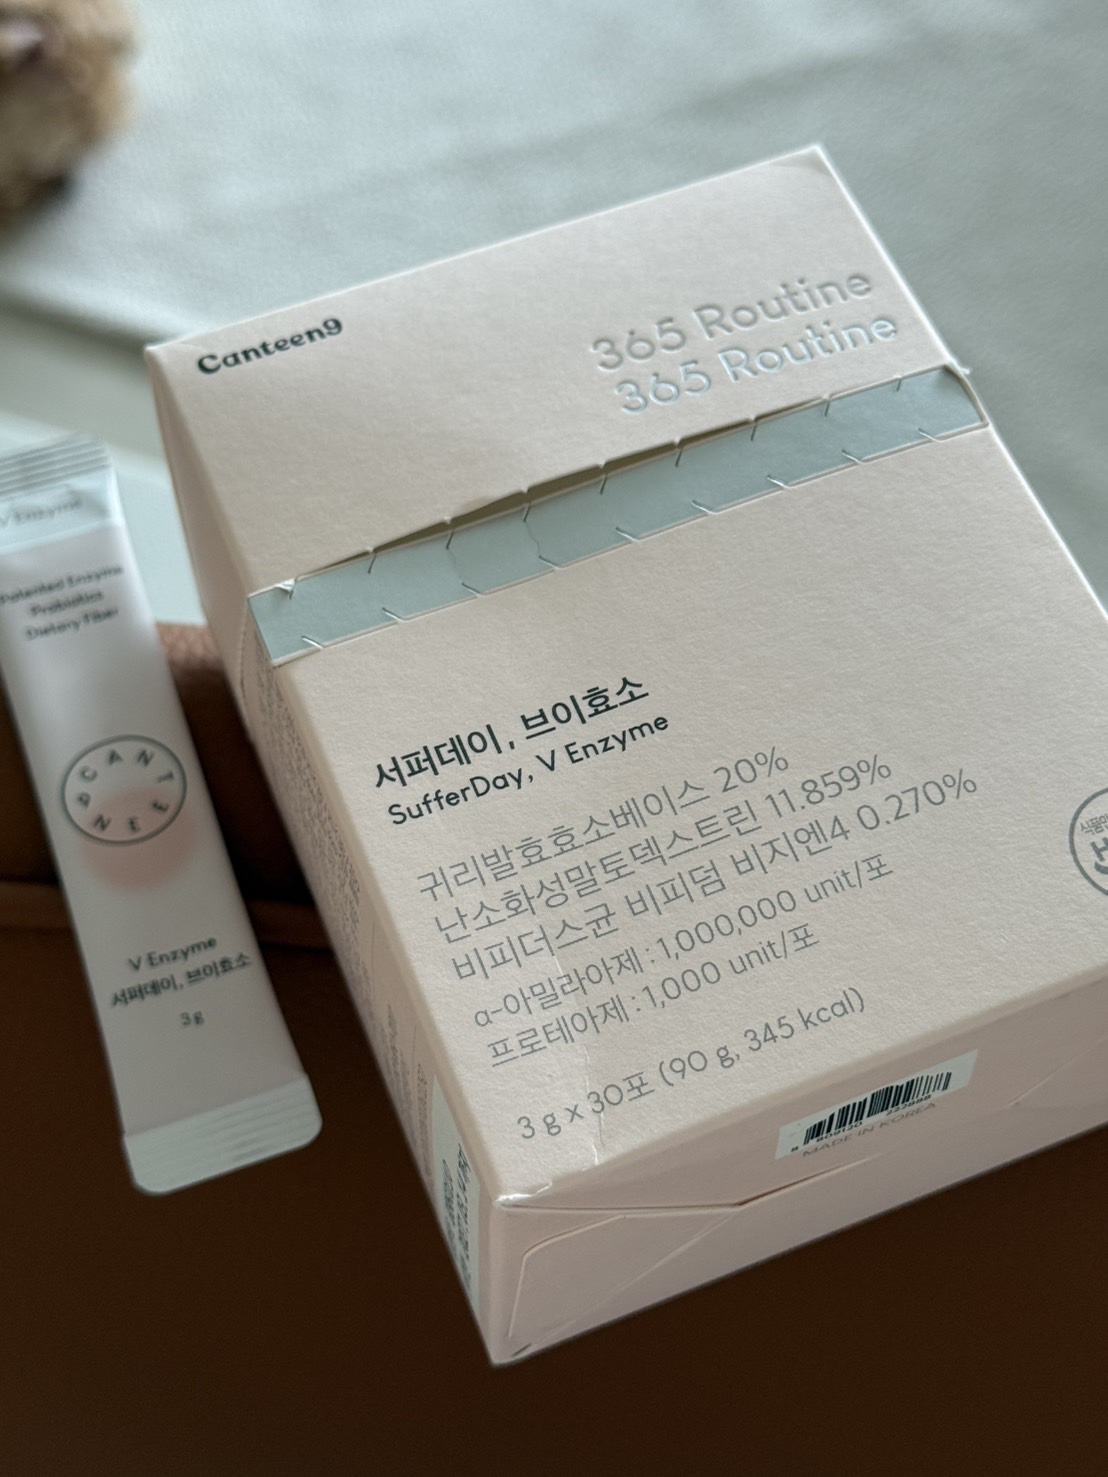 Canteen9
365 Routine
365 Routine
서퍼데이, 브이효소
SufferDay, V Enzyme
귀리발효효소베이스 20%
난소화성말토덱스트린 11.859%
비피더스균 비피덤 비지엔4 0.270%
α-아밀라아제 : 1,000,000 unit/포
프로테아제 : 1,000 unit/포
3 g x 30포 (90 g, 345 kcal)
MADE IN KOREA
V Enzyme
Patented Enzyme
Probiotics
Dietary Fiber
CANTEEN9
V Enzyme
서퍼데이, 브이효소
3 g